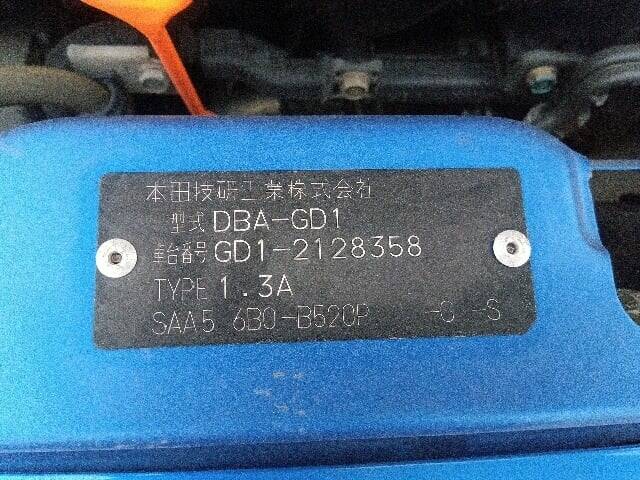 本田技研工業株式会社
型式 DBA-GD1
車台番号 GD1-2128358
TYPE 1.3A
SAA5 6B0-B520P -C -S